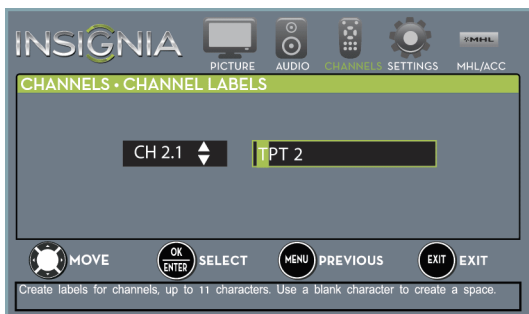 INSIGNIA
PICTURE AUDIO CHANNELS SETTINGS MHL/ACC
MHL
CHANNELS • CHANNEL LABELS
CH 2.1 TPT 2
MOVE OK ENTER SELECT MENU PREVIOUS EXIT EXIT
Create labels for channels, up to 11 characters. Use a blank character to create a space.